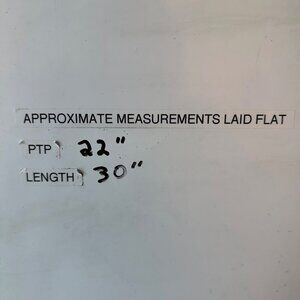 APPROXIMATE MEASUREMENTS LAID FLAT
PTP 22"
LENGTH 30"